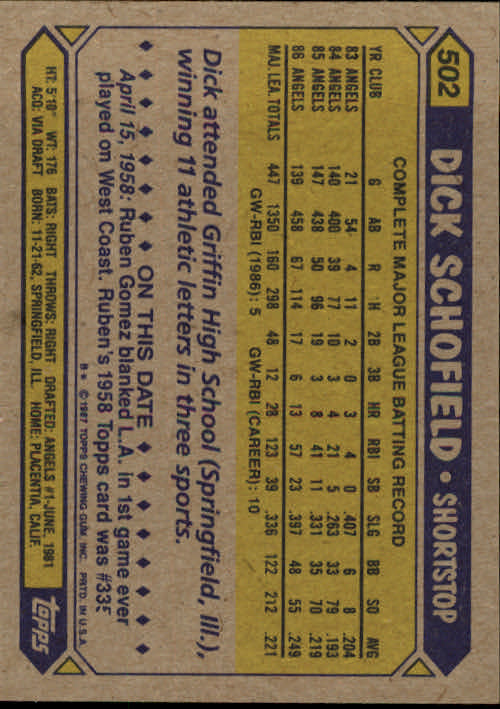 502 DICK SCHOFIELD • SHORTSTOP
COMPLETE MAJOR LEAGUE BATTING RECORD
YR CLUB G AB R H 2B 3B HR RBI SB SLG BB SO AVG
83 ANGELS 21 54 4 11 2 0 3 4 0 .407 6 8 .204
84 ANGELS 140 400 39 77 10 3 4 21 5 .263 33 79 .193
85 ANGELS 147 438 50 96 19 3 8 41 11 .331 35 70 .219
86 ANGELS 139 458 67 114 17 6 13 57 23 .397 48 55 .249
MAJ. LEA. TOTALS 447 1350 160 298 48 12 28 123 39 .336 122 212 .221
GW-RBI (1986): 5 GW-RBI (CAREER): 10
Dick attended Griffin High School (Springfield, Ill.),
winning 11 athletic letters in three sports.
◆ ◆ ◆ ◆ ◆ ◆ ◆ ON THIS DATE ◆ ◆ ◆ ◆ ◆ ◆ ◆
April 15, 1958: Ruben Gomez blanked L.A. in 1st game ever
played on West Coast. Ruben's 1958 Topps card was #335
B* © 1987 TOPPS CHEWING GUM, INC. PRTD. IN U.S.A.
HT: 5'10" WT: 176 BATS: RIGHT THROWS: RIGHT DRAFTED: ANGELS #1-JUNE, 1981
ACQ: VIA DRAFT BORN: 11-21-62, SPRINGFIELD, ILL. HOME: PLACENTIA, CALIF.
TOPPS